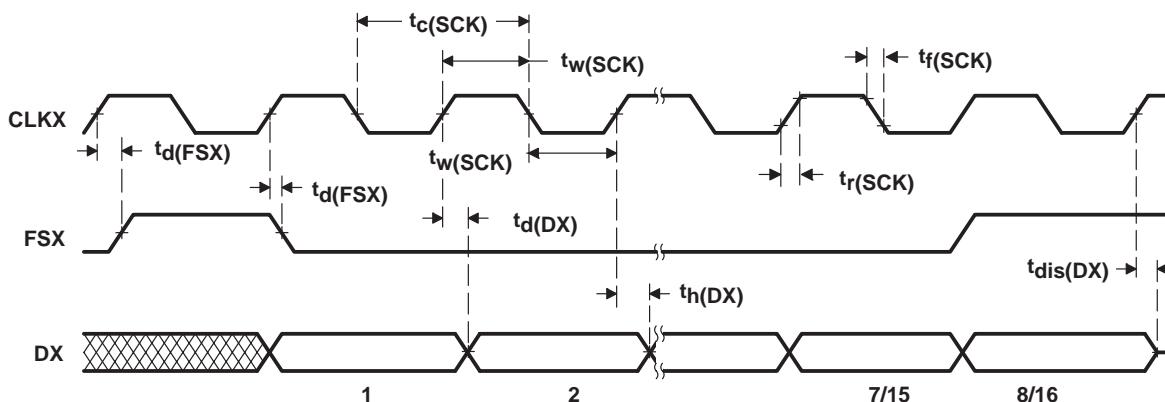 tc(SCK)
tw(SCK)
tf(SCK)
CLKX
td(FSX)
tw(SCK)
td(FSX)
tr(SCK)
td(DX)
FSX
tdis(DX)
th(DX)
DX
1 2 7/15 8/16